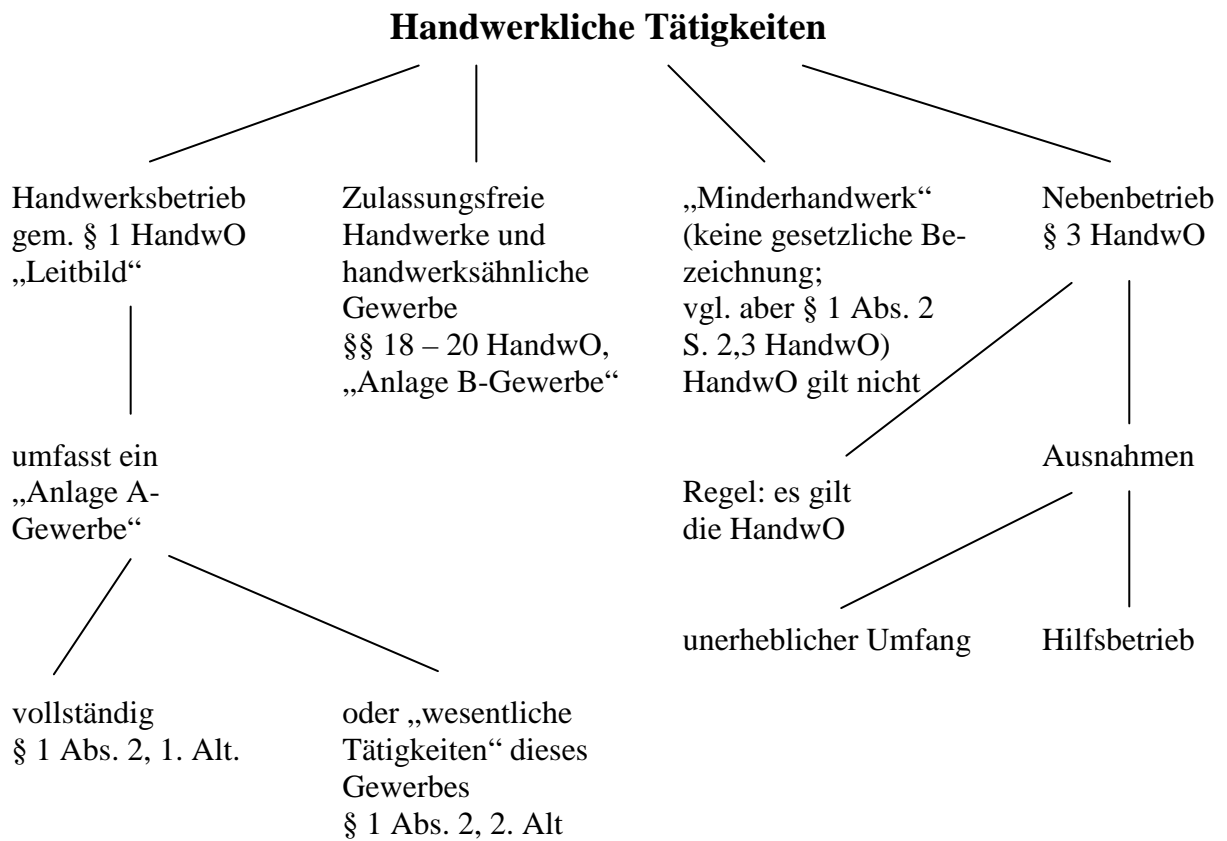 Handwerkliche Tätigkeiten
Handwerksbetrieb
gem. § 1 HandwO
„Leitbild“
Zulassungsfreie
Handwerke und
handwerksähnliche
Gewerbe
§§ 18 – 20 HandwO,
„Anlage B-Gewerbe“
„Minderhandwerk“
(keine gesetzliche Be-
zeichnung;
vgl. aber § 1 Abs. 2
S. 2,3 HandwO)
HandwO gilt nicht
Nebenbetrieb
§ 3 HandwO
umfasst ein
„Anlage A-
Gewerbe“
Regel: es gilt
die HandwO
Ausnahmen
unerheblicher Umfang
Hilfsbetrieb
vollständig
§ 1 Abs. 2, 1. Alt.
oder „wesentliche
Tätigkeiten“ dieses
Gewerbes
§ 1 Abs. 2, 2. Alt